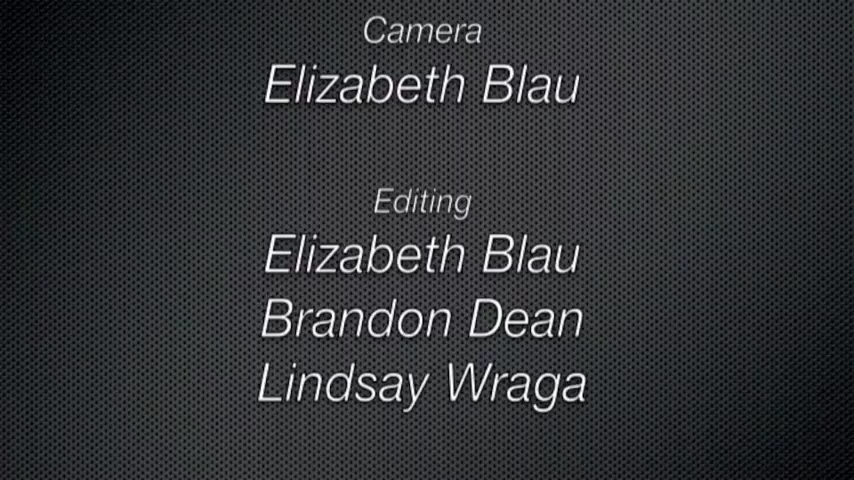 Camera
Elizabeth Blau
Editing
Elizabeth Blau
Brandon Dean
Lindsay Wraga